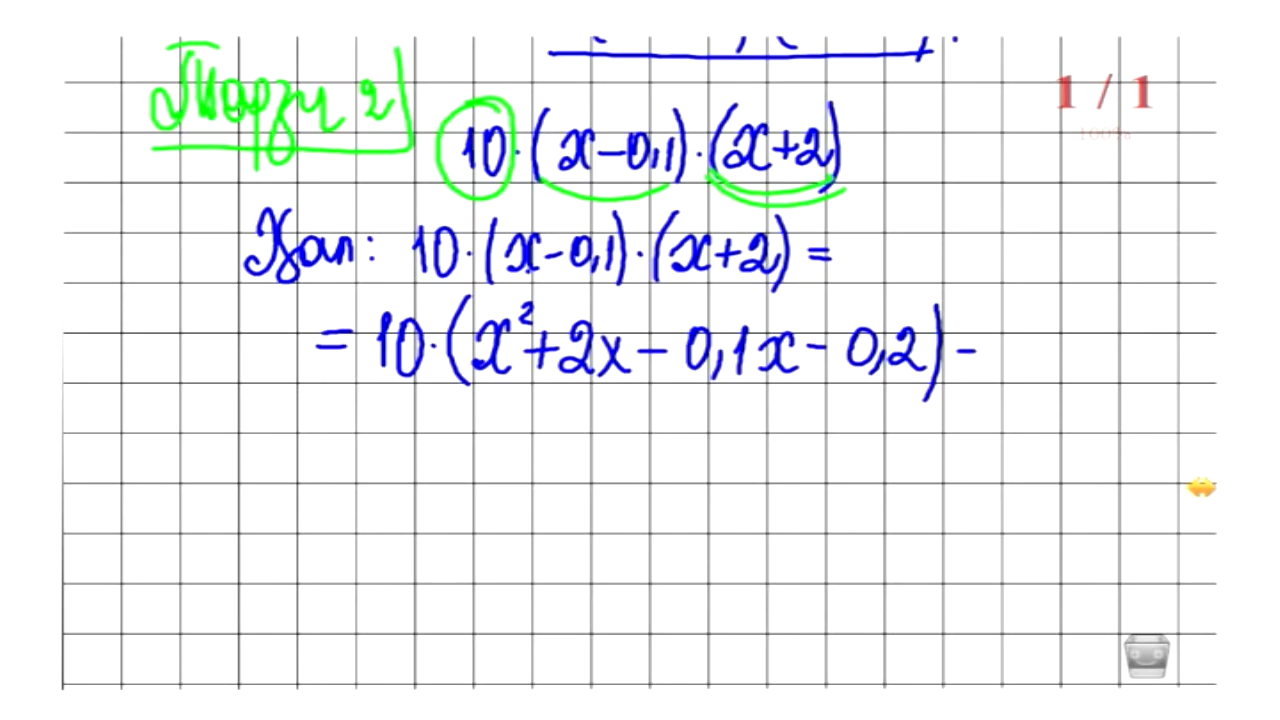 1 / 1
10·(x-0,1)·(x+2)
10·(x-0,1)·(x+2) =
= 10·(x²+2x-0,1x-0,2) -